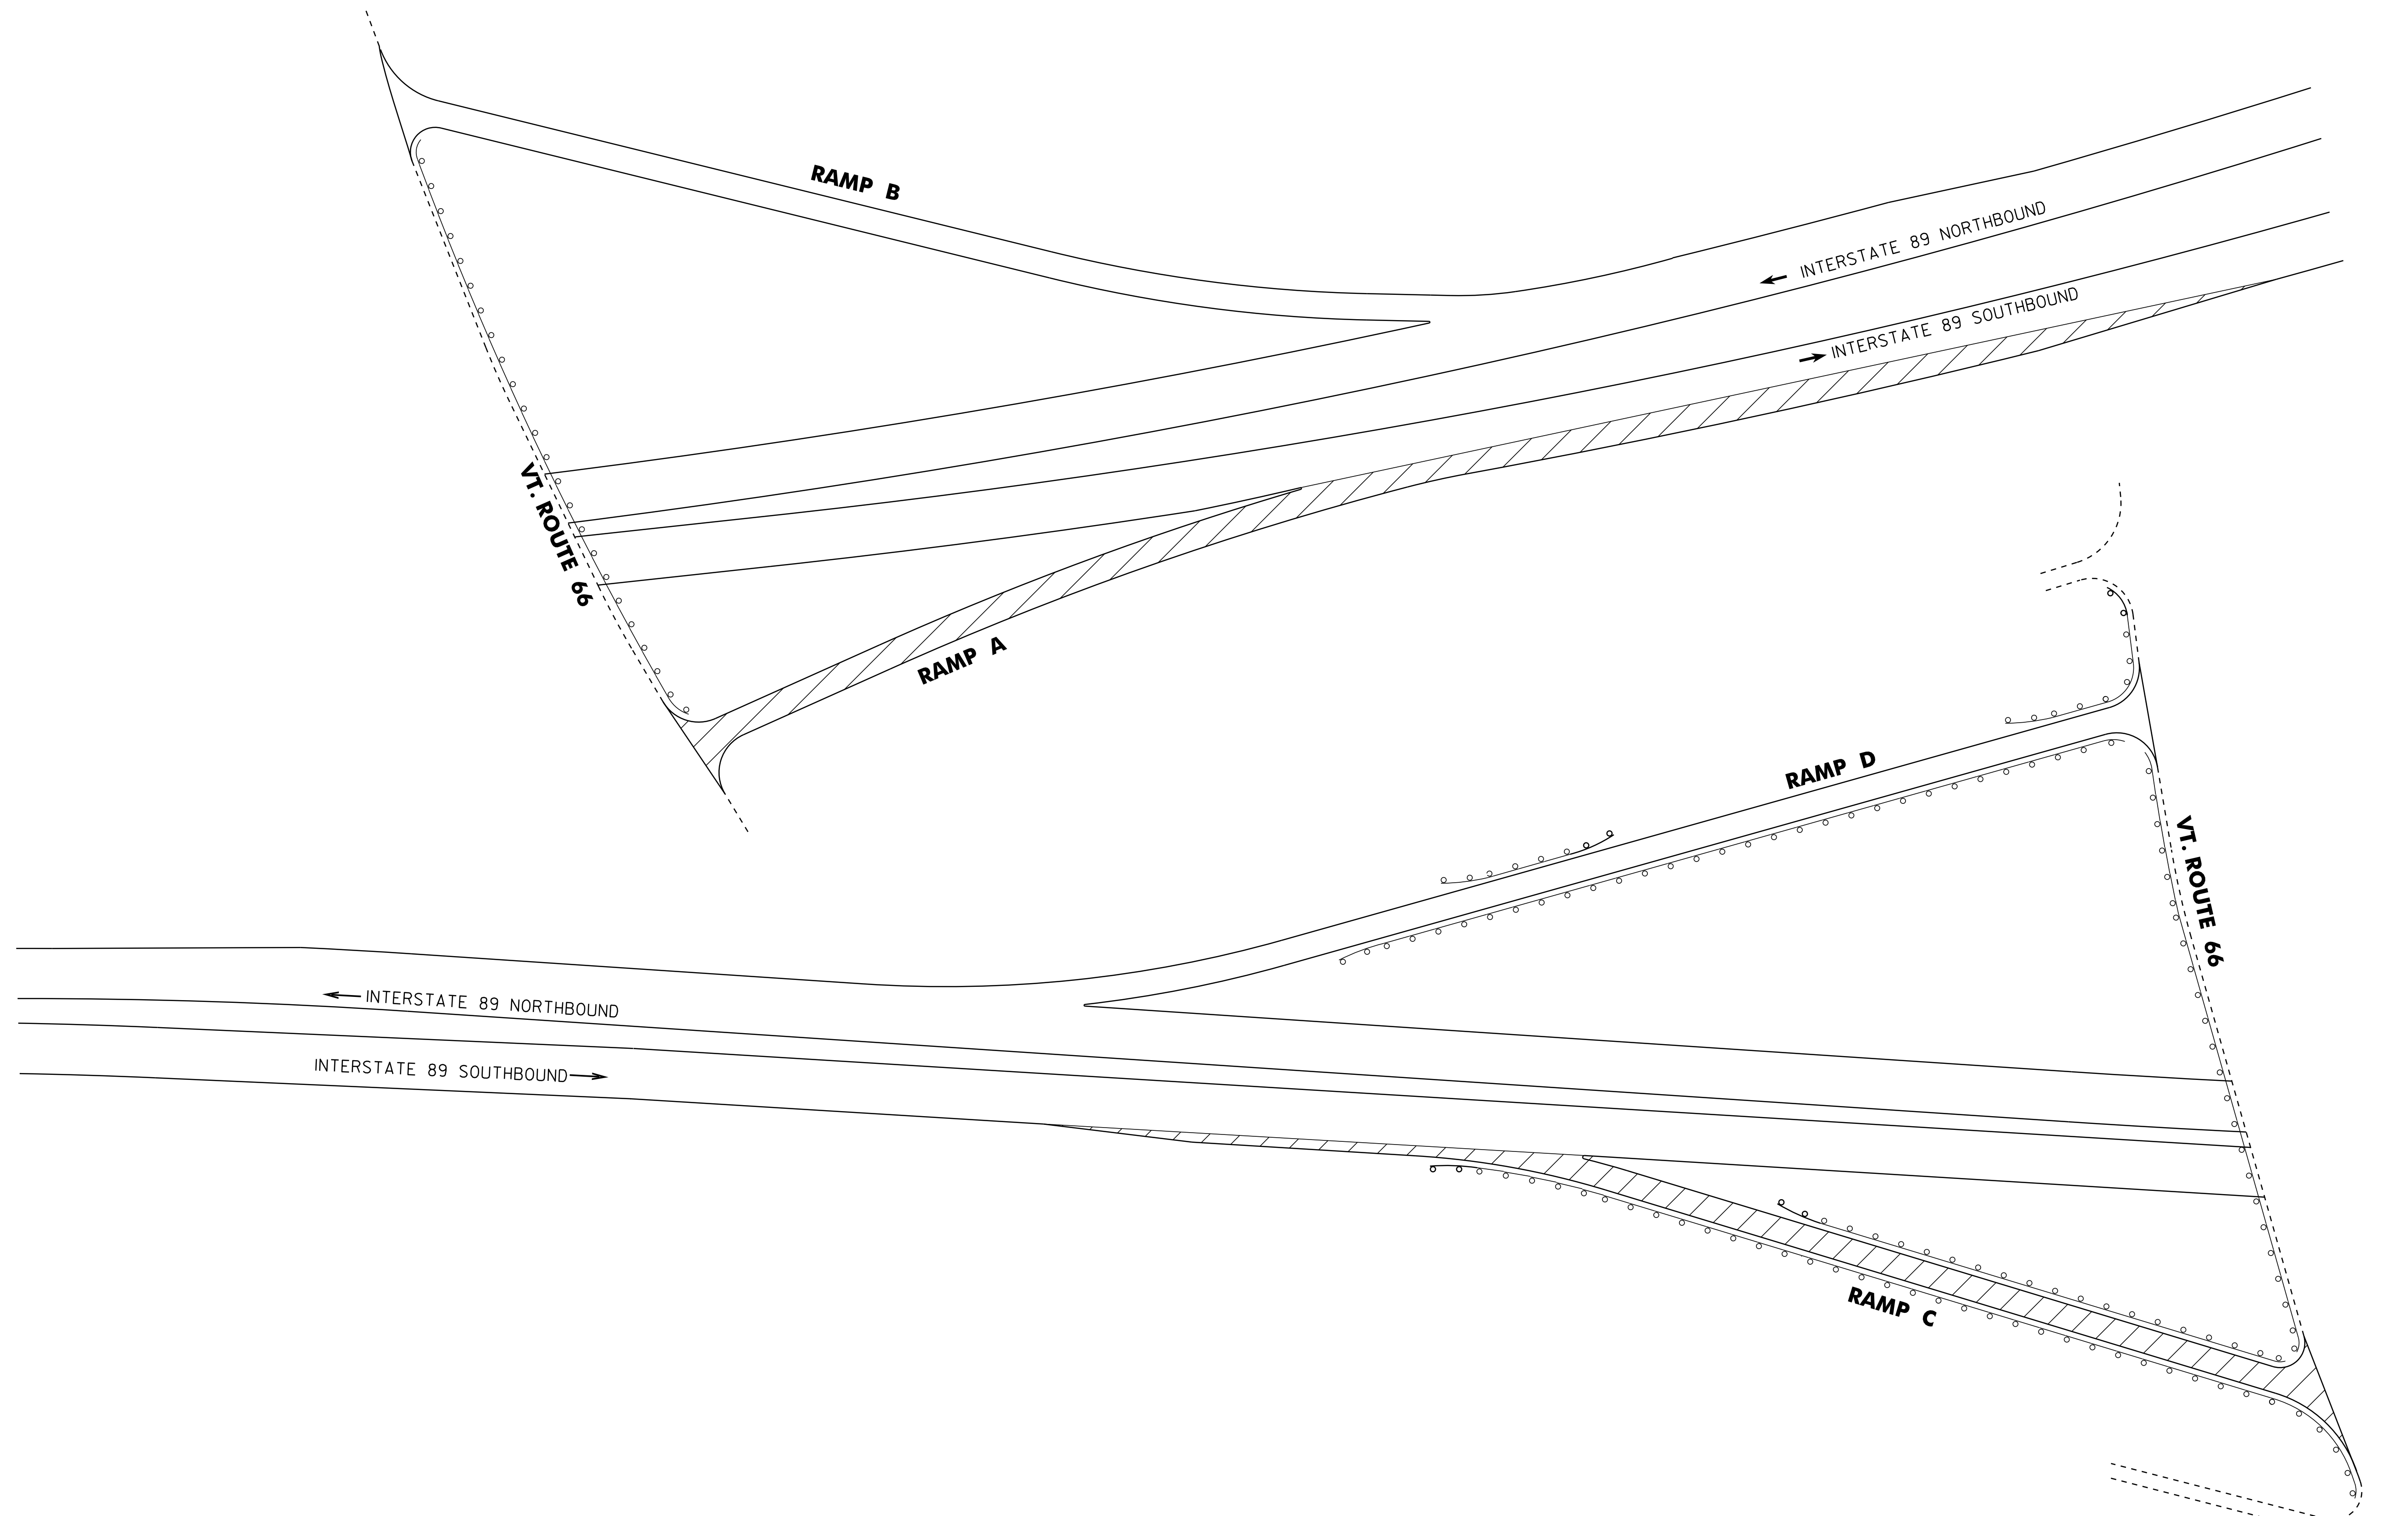 RAMP B
INTERSTATE 89 NORTHBOUND
INTERSTATE 89 SOUTHBOUND
VT. ROUTE 66
RAMP A
RAMP D
VT. ROUTE 66
INTERSTATE 89 NORTHBOUND
INTERSTATE 89 SOUTHBOUND
RAMP C